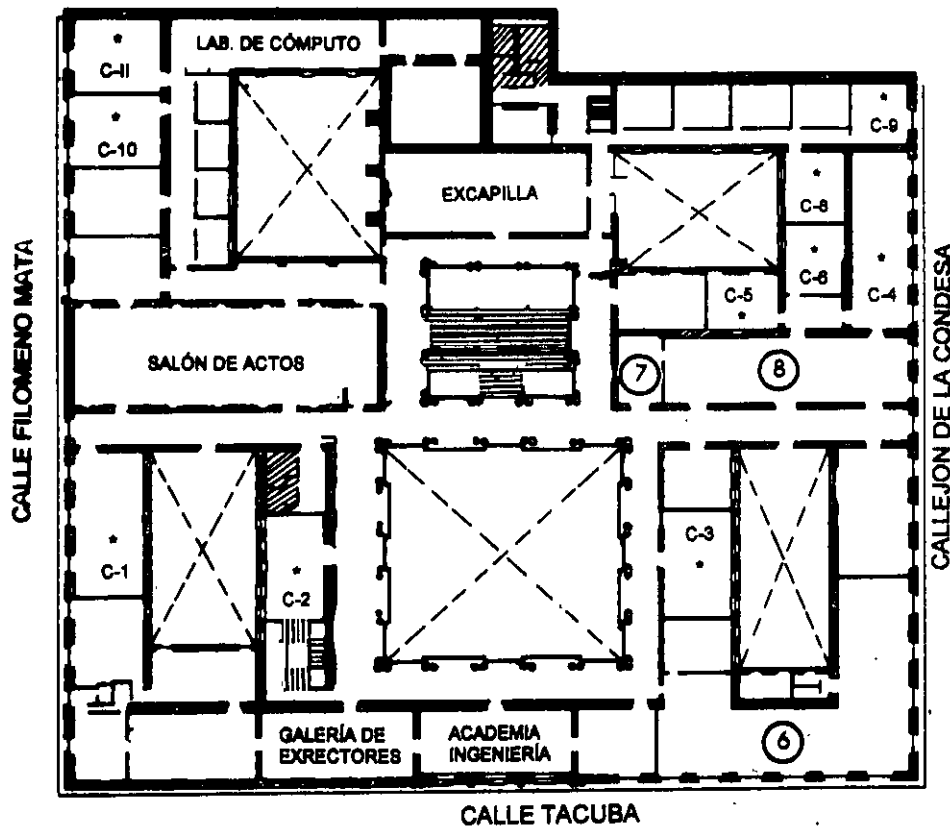 LAB. DE CÓMPUTO
*
C-11
*
C-10
*
C-9
EXCAPILLA
*
C-8
*
C-6
*
C-4
C-5
*
SALÓN DE ACTOS
7
8
CALLE FILOMENO MATA
CALLEJON DE LA CONDESA
*
C-1
*
C-2
C-3
*
GALERÍA DE
EXRECTORES
ACADEMIA
INGENIERÍA
6
CALLE TACUBA